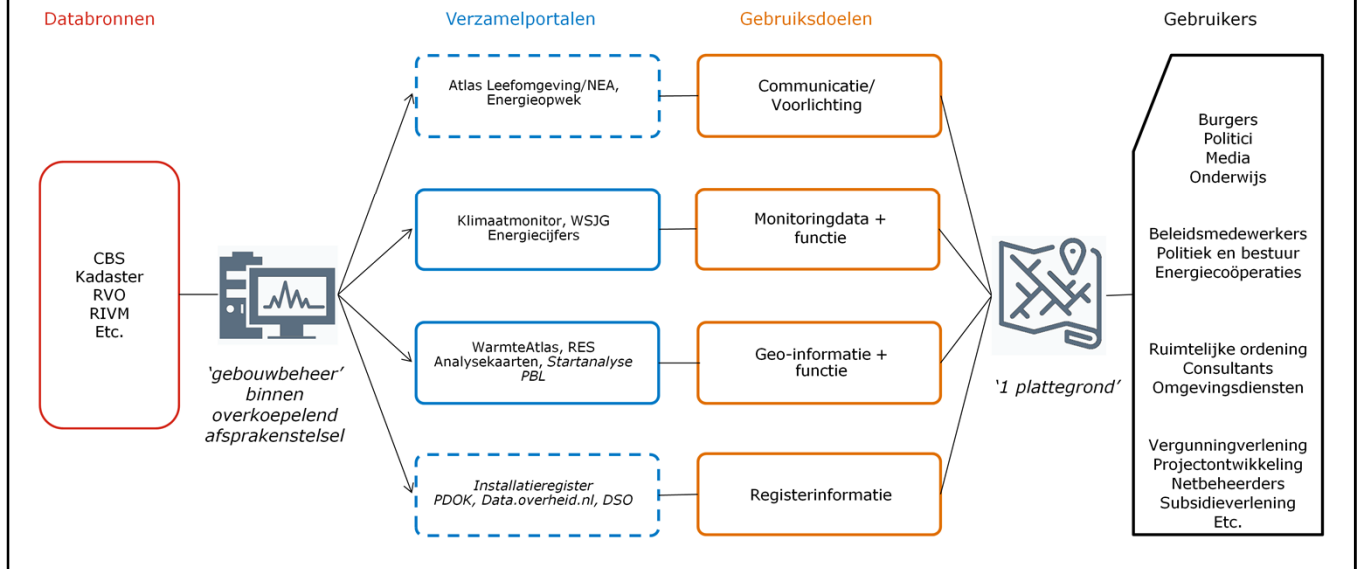 Databronnen
Verzamelportalen
Gebruiksdoelen
Gebruikers
CBS
Kadaster
RVO
RIVM
Etc.
‘gebouwbeheer’
binnen
overkoepelend
afsprakenstelsel
Atlas Leefomgeving/NEA,
Energieopwek
Communicatie/
Voorlichting
Klimaatmonitor, WSJG
Energiecijfers
Monitoringdata +
functie
WarmteAtlas, RES
Analysekaarten, Startanalyse
PBL
Geo-informatie +
functie
Installatieregister
PDOK, Data.overheid.nl, DSO
Registerinformatie
‘1 plattegrond’
Burgers
Politici
Media
Onderwijs
Beleidsmedewerkers
Politiek en bestuur
Energiecoöperaties
Ruimtelijke ordening
Consultants
Omgevingsdiensten
Vergunningverlening
Projectontwikkeling
Netbeheerders
Subsidieverlening
Etc.